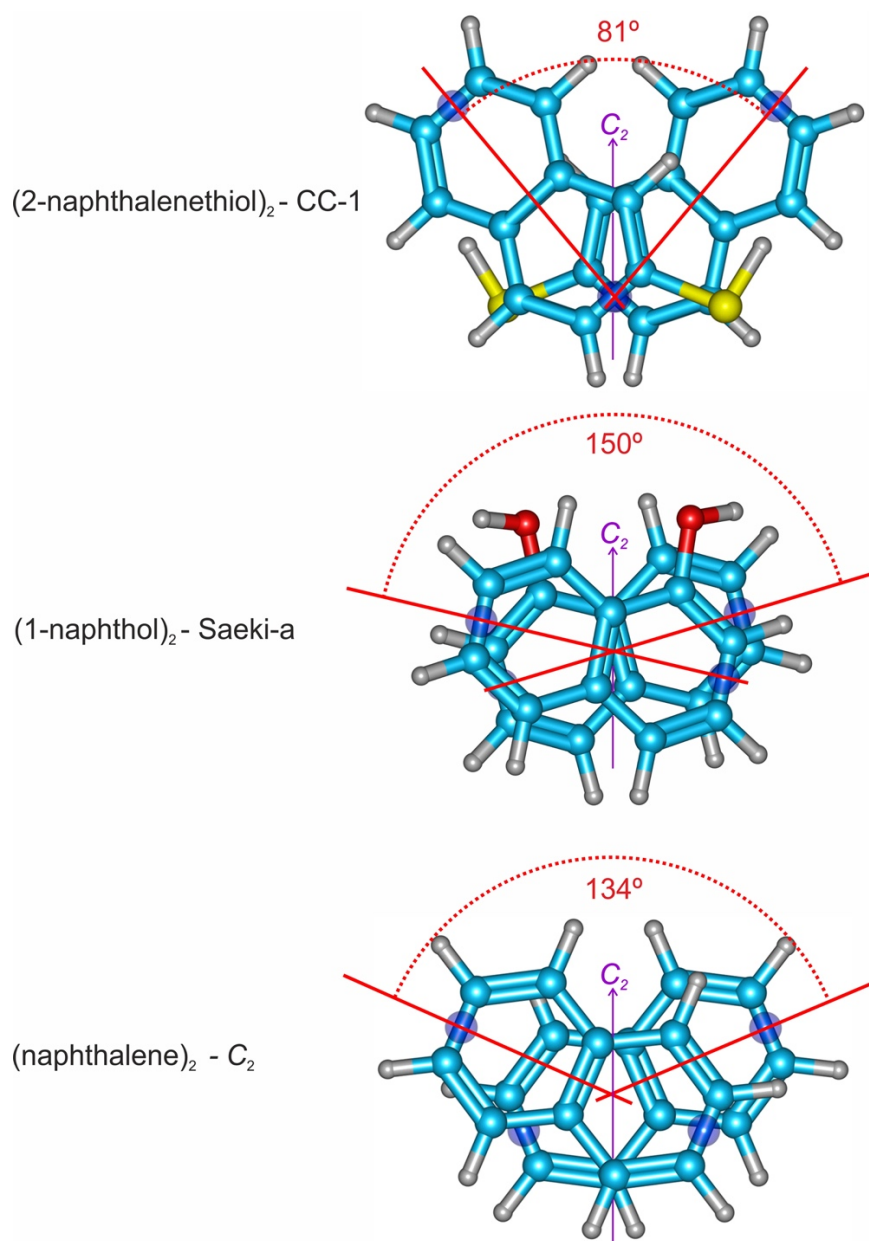 81º
C₂
(2-naphthalenethiol)₂ - CC-1
150º
C₂
(1-naphthol)₂ - Saeki-a
134º
C₂
(naphthalene)₂ - C₂